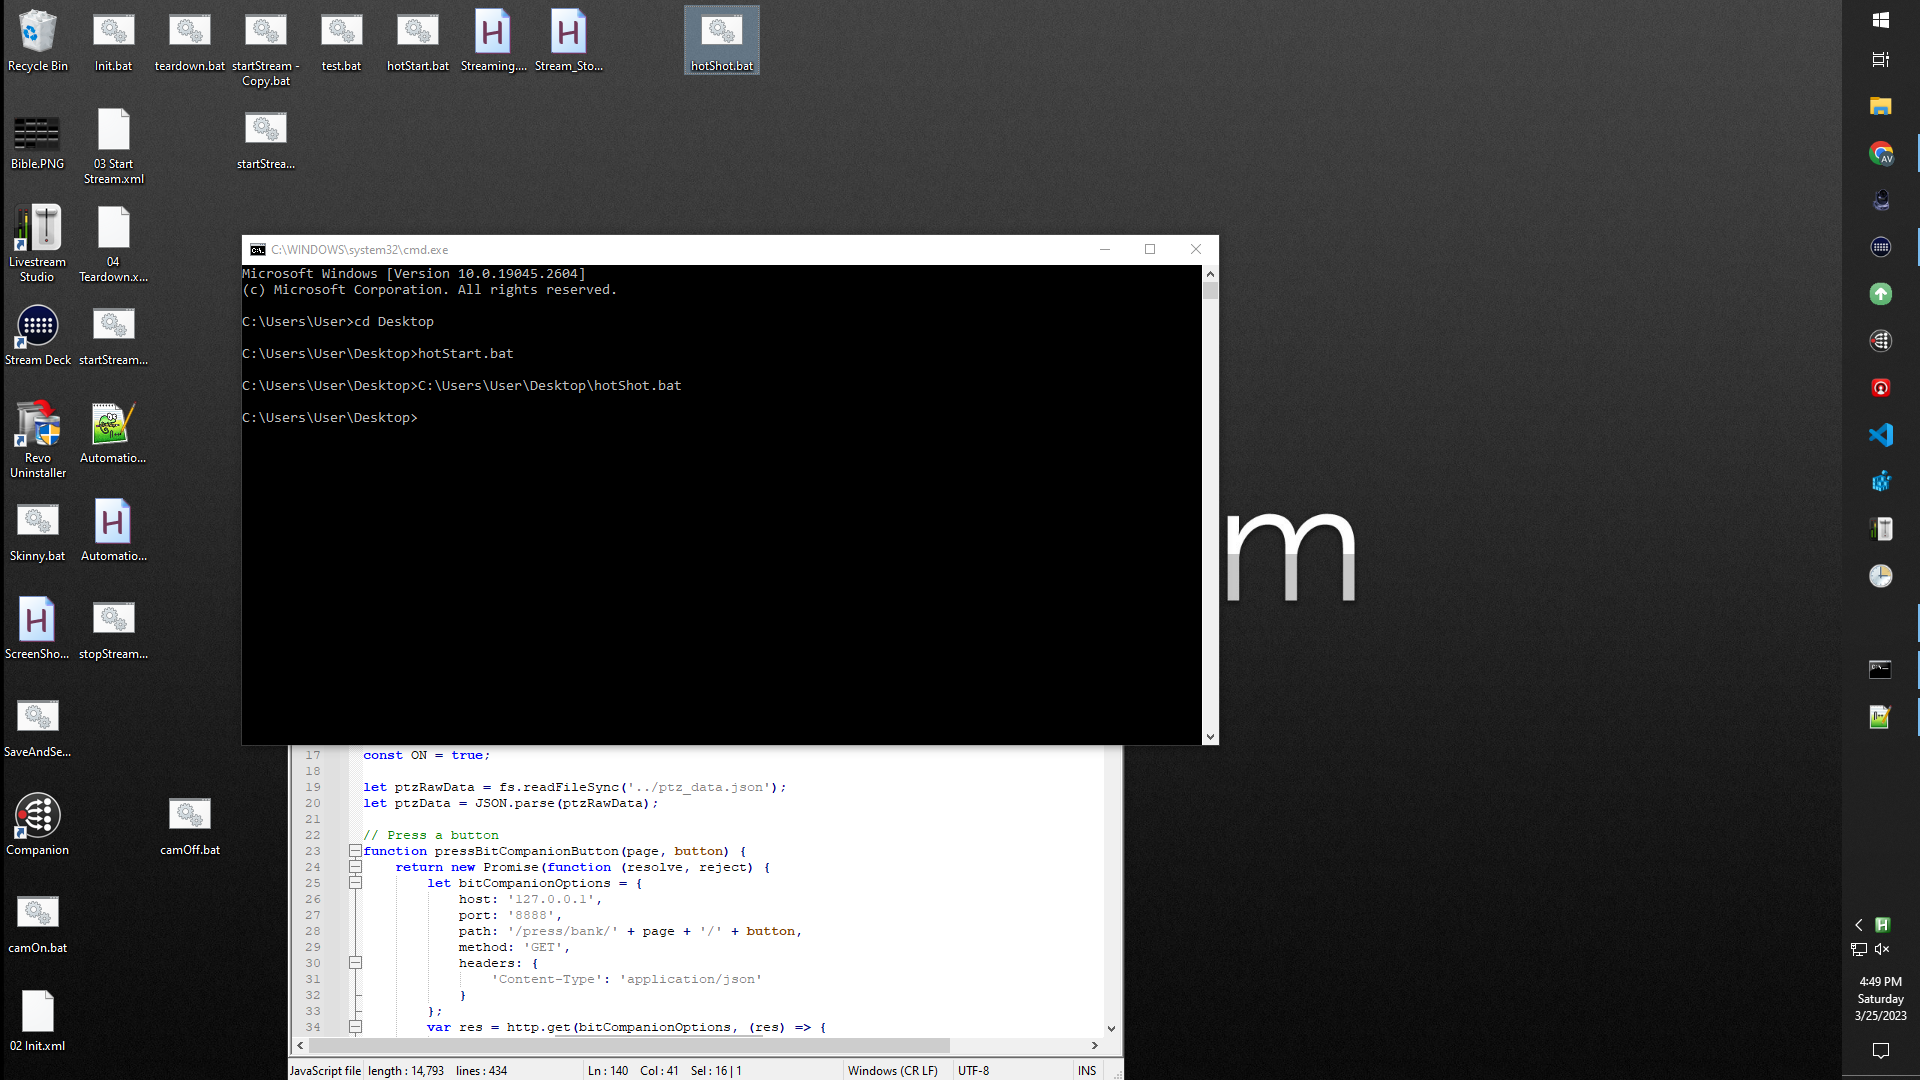 Recycle Bin
Init.bat
teardown.bat
startStream -
Copy.bat
test.bat
hotStart.bat
Streaming....
Stream_Sto...
hotShot.bat
Bible.PNG
03 Start
Stream.xml
startStrea...
Livestream
Studio
04
Teardown.x...
Stream Deck
startStream...
Revo
Uninstaller
Automatio...
Skinny.bat
Automatio...
ScreenSho...
stopStream...
SaveAndSe...
Companion
camOff.bat
camOn.bat
02 Init.xml
C:\WINDOWS\system32\cmd.exe
Microsoft Windows [Version 10.0.19045.2604]
(c) Microsoft Corporation. All rights reserved.
C:\Users\User>cd Desktop
C:\Users\User\Desktop>hotStart.bat
C:\Users\User\Desktop>C:\Users\User\Desktop\hotShot.bat
C:\Users\User\Desktop>
m
17 const ON = true;
18
19 let ptzRawData = fs.readFileSync('../ptz_data.json');
20 let ptzData = JSON.parse(ptzRawData);
21
22 // Press a button
23 function pressBitCompanionButton(page, button) {
24 return new Promise(function (resolve, reject) {
25 let bitCompanionOptions = {
26 host: '127.0.0.1',
27 port: '8888',
28 path: '/press/bank/' + page + '/' + button,
29 method: 'GET',
30 headers: {
31 'Content-Type': 'application/json'
32 }
33 };
34 var res = http.get(bitCompanionOptions, (res) => {
JavaScript file length : 14,793 lines : 434 Ln : 140 Col : 41 Sel : 16 | 1 Windows (CR LF) UTF-8 INS
AV
H
4:49 PM
Saturday
3/25/2023